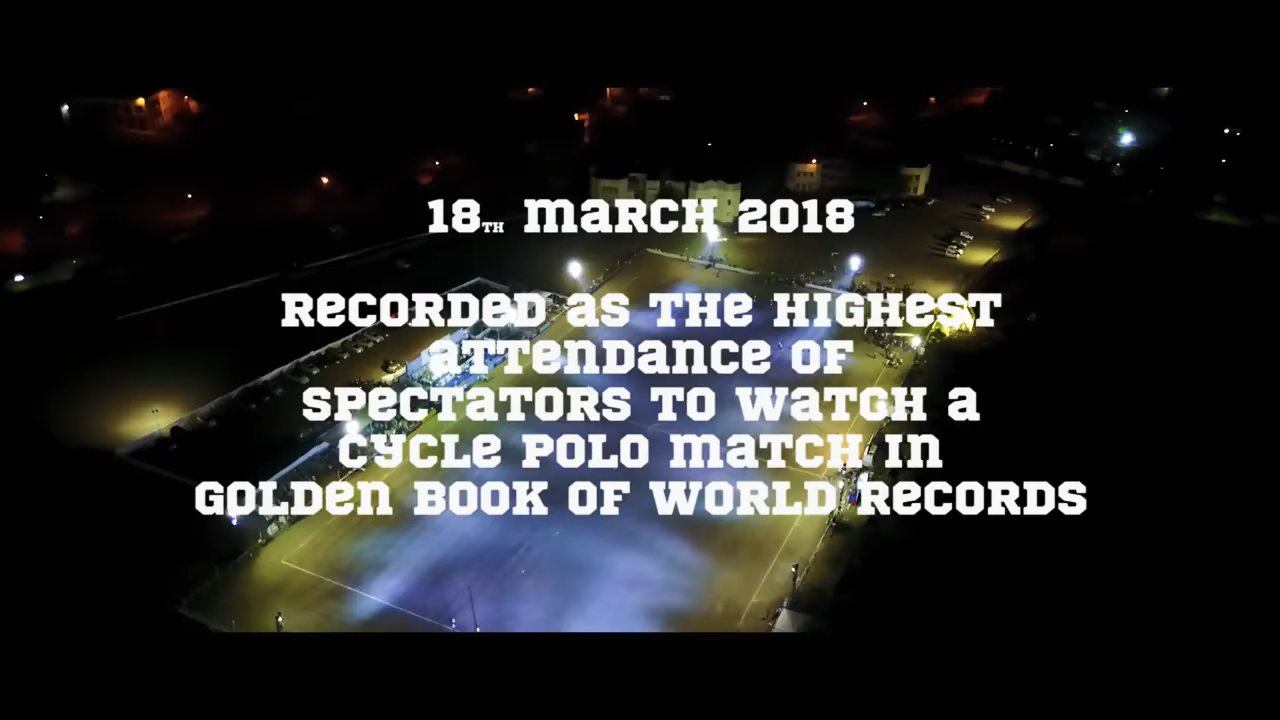 18TH MARCH 2018
RECORDED AS THE HIGHEST
ATTENDANCE OF
SPECTATORS TO WATCH A
CYCLE POLO MATCH IN
GOLDEN BOOK OF WORLD RECORDS